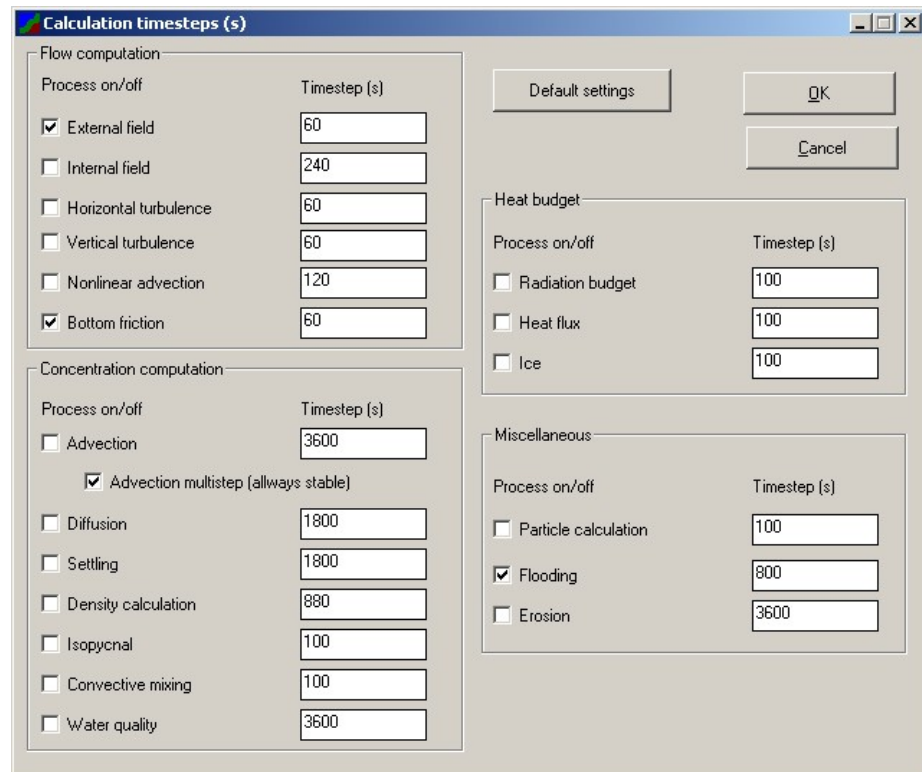 Calculation timesteps (s)
Flow computation
Process on/off Timestep (s)
External field 60
Internal field 240
Horizontal turbulence 60
Vertical turbulence 60
Nonlinear advection 120
Bottom friction 60
Concentration computation
Process on/off Timestep (s)
Advection 3600
Advection multistep (allways stable)
Diffusion 1800
Settling 1800
Density calculation 880
Isopycnal 100
Convective mixing 100
Water quality 3600
Default settings
OK
Cancel
Heat budget
Process on/off Timestep (s)
Radiation budget 100
Heat flux 100
Ice 100
Miscellaneous
Process on/off Timestep (s)
Particle calculation 100
Flooding 800
Erosion 3600